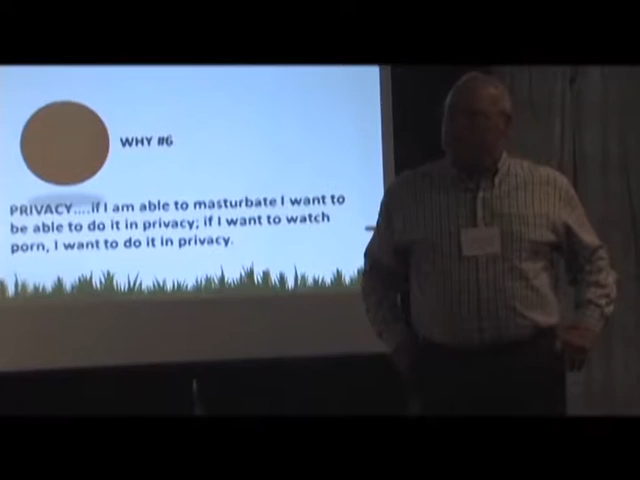 WHY #6
PRIVACY....if I am able to masturbate I want to
be able to do it in privacy; if I want to watch
porn, I want to do it in privacy.